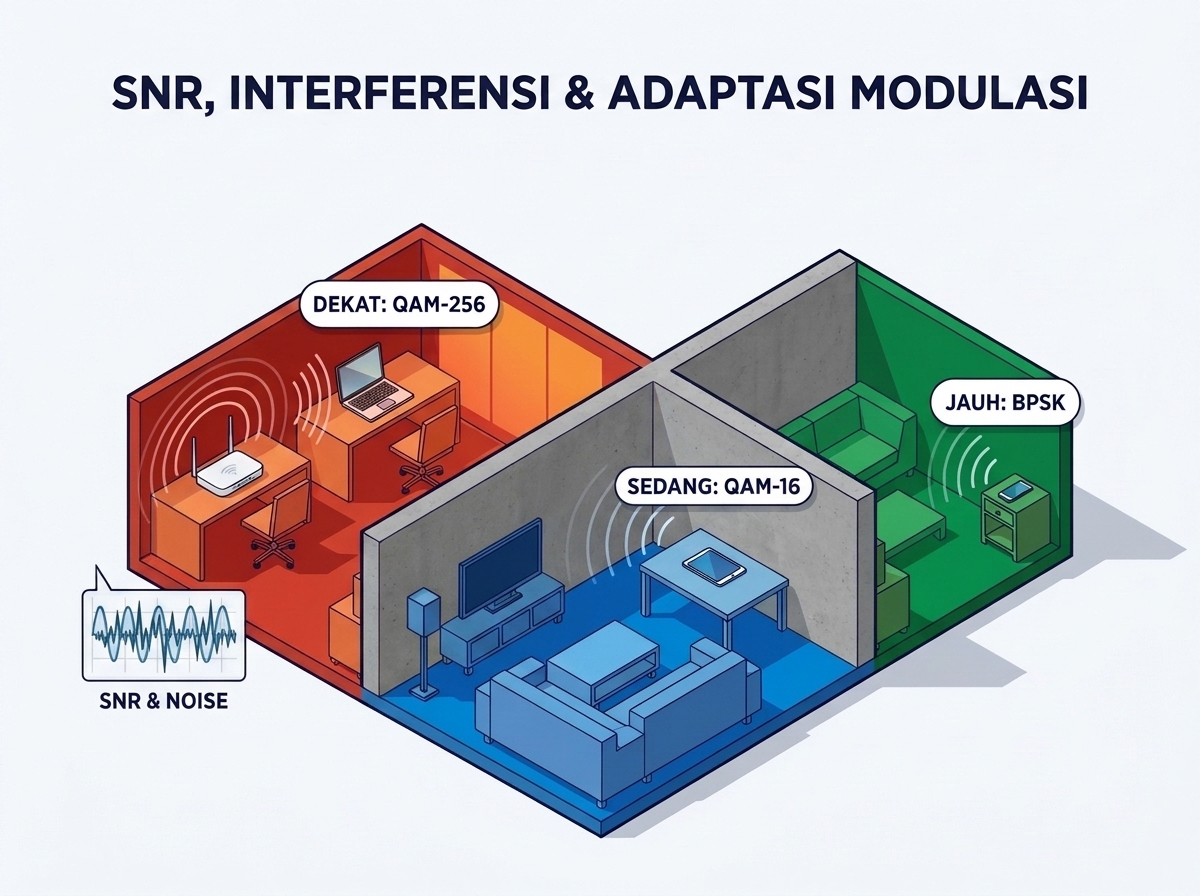 SNR, INTERFERENSI & ADAPTASI MODULASI
DEKAT: QAM-256
JAUH: BPSK
SEDANG: QAM-16
SNR & NOISE